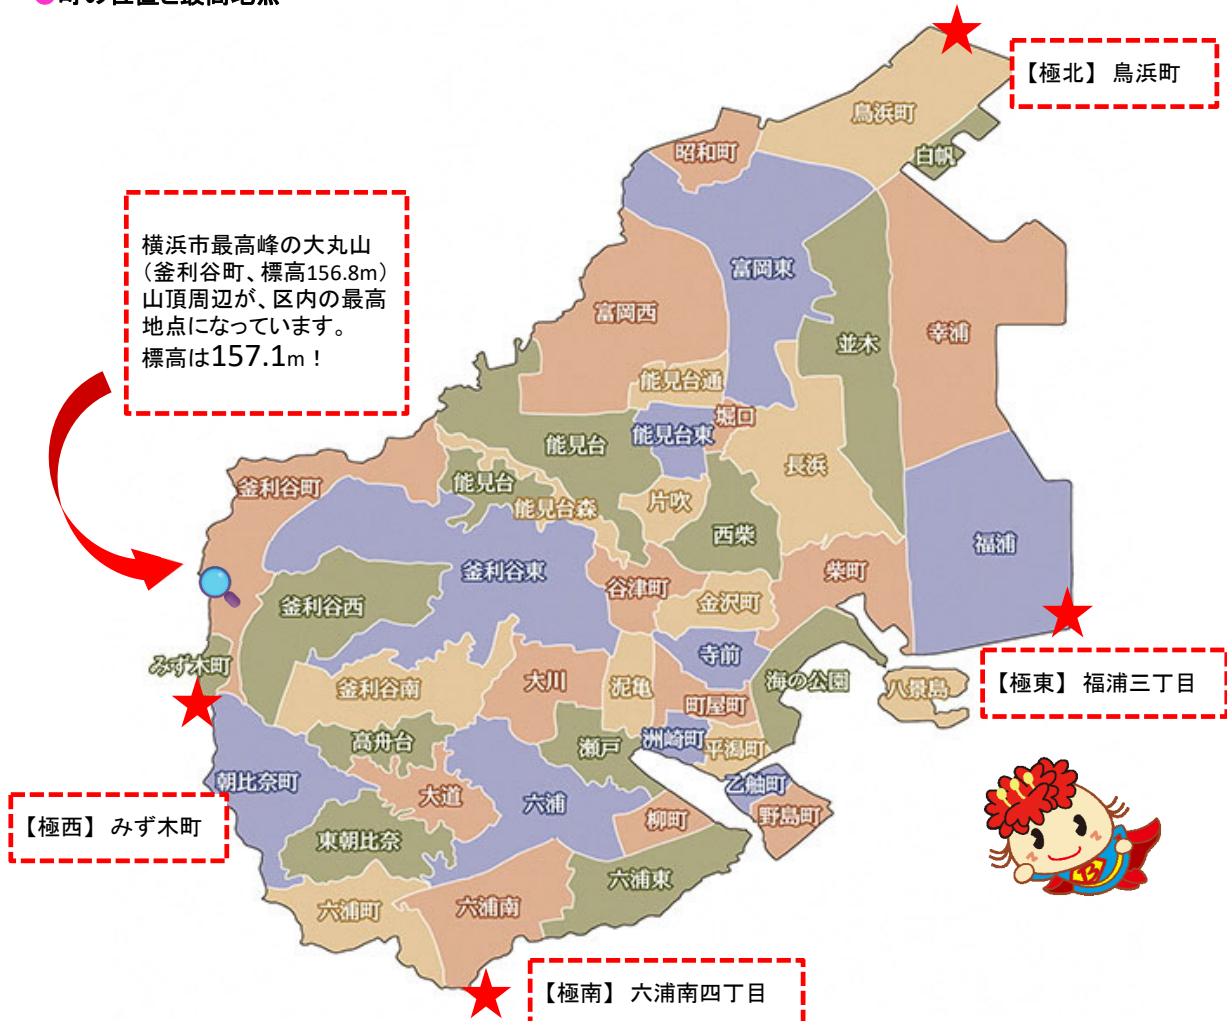 町の位置と最高地点
【極北】 鳥浜町
鳥浜町
昭和町
白帆
横浜市最高峰の大丸山
（釜利谷町、標高156.8m）
山頂周辺が、区内の最高
地点になっています。
標高は157.1m！
富岡東
富岡西
並木
幸浦
能見台通
堀口
能見台東
能見台
長浜
釜利谷町
能見台
能見台森
片吹
西柴
福浦
釜利谷東
谷津町
柴町
釜利谷西
金沢町
寺前
みず木町
釜利谷南
大川
泥亀
海の公園
八景島
【極東】 福浦三丁目
町屋町
高舟台
瀬戸
洲崎町
平潟町
朝比奈町
大道
六浦
乙舳町
柳町
野島町
【極西】 みず木町
東朝比奈
六浦東
六浦町
六浦南
【極南】 六浦南四丁目